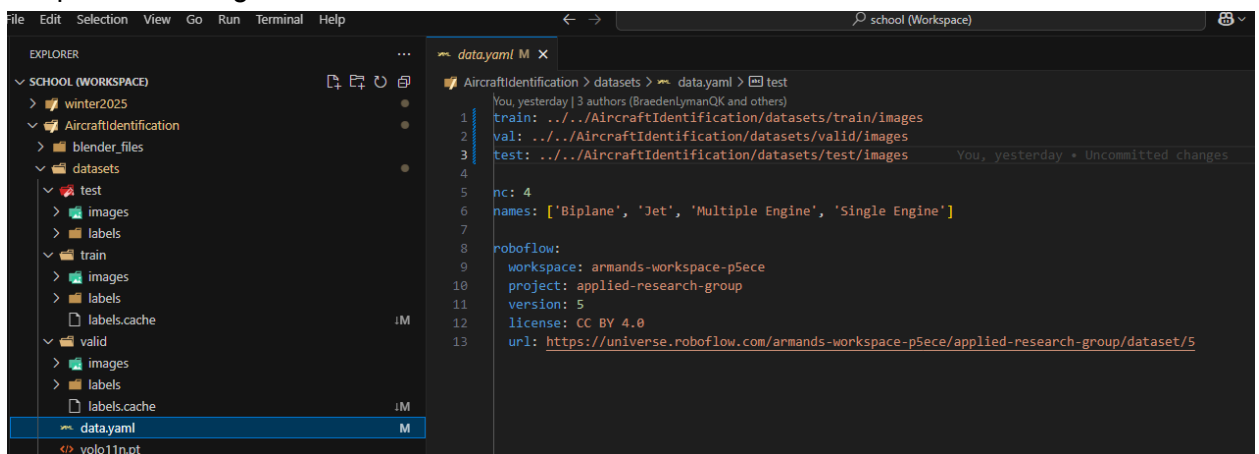 File Edit Selection View Go Run Terminal Help
school (Workspace)
EXPLORER
SCHOOL (WORKSPACE)
winter2025
AircraftIdentification
blender_files
datasets
test
images
labels
train
images
labels
labels.cache ↓M
valid
images
labels
labels.cache ↓M
data.yaml M
yolo11n.pt
data.yaml M
AircraftIdentification > datasets > data.yaml > test
You, yesterday | 3 authors (BraedenLymanQK and others)
1 train: ../../AircraftIdentification/datasets/train/images
2 val: ../../AircraftIdentification/datasets/valid/images
3 test: ../../AircraftIdentification/datasets/test/images You, yesterday • Uncommitted changes
4
5 nc: 4
6 names: ['Biplane', 'Jet', 'Multiple Engine', 'Single Engine']
7
8 roboflow:
9 workspace: armands-workspace-p5ece
10 project: applied-research-group
11 version: 5
12 license: CC BY 4.0
13 url: https://universe.roboflow.com/armands-workspace-p5ece/applied-research-group/dataset/5